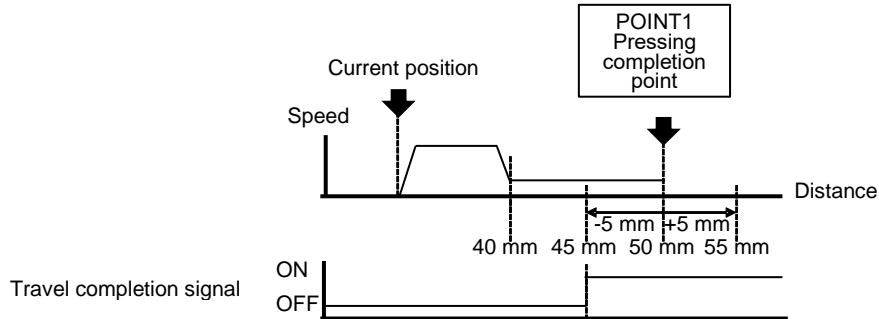 POINT1
Pressing
completion
point
Current position
Speed
Distance
-5 mm +5 mm
40 mm 45 mm 50 mm 55 mm
ON
Travel completion signal
OFF